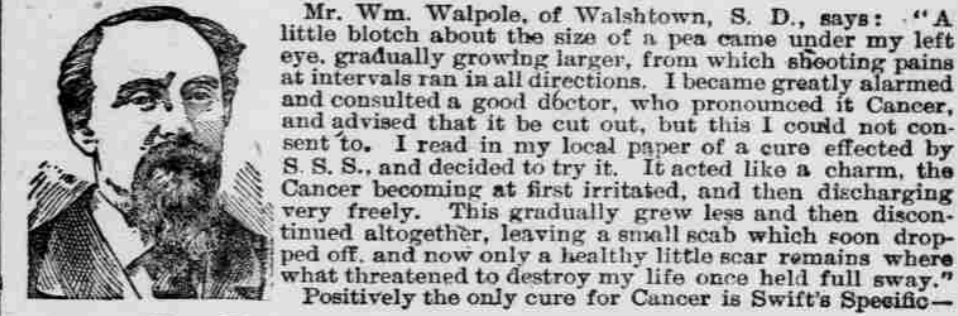 Mr. Wm. Walpole, of Walshtown, S. D., says: "A
little blotch about the size of a pea came under my left
eye, gradually growing larger, from which shooting pains
at intervals ran in all directions. I became greatly alarmed
and consulted a good doctor, who pronounced it Cancer,
and advised that it be cut out, but this I could not con-
sent to. I read in my local paper of a cure effected by
S. S. S., and decided to try it. It acted like a charm, the
Cancer becoming at first irritated, and then discharging
very freely. This gradually grew less and then discon-
tinued altogether, leaving a small scab which soon drop-
ped off, and now only a healthy little scar remains where
what threatened to destroy my life once held full sway."
Positively the only cure for Cancer is Swift's Specific—